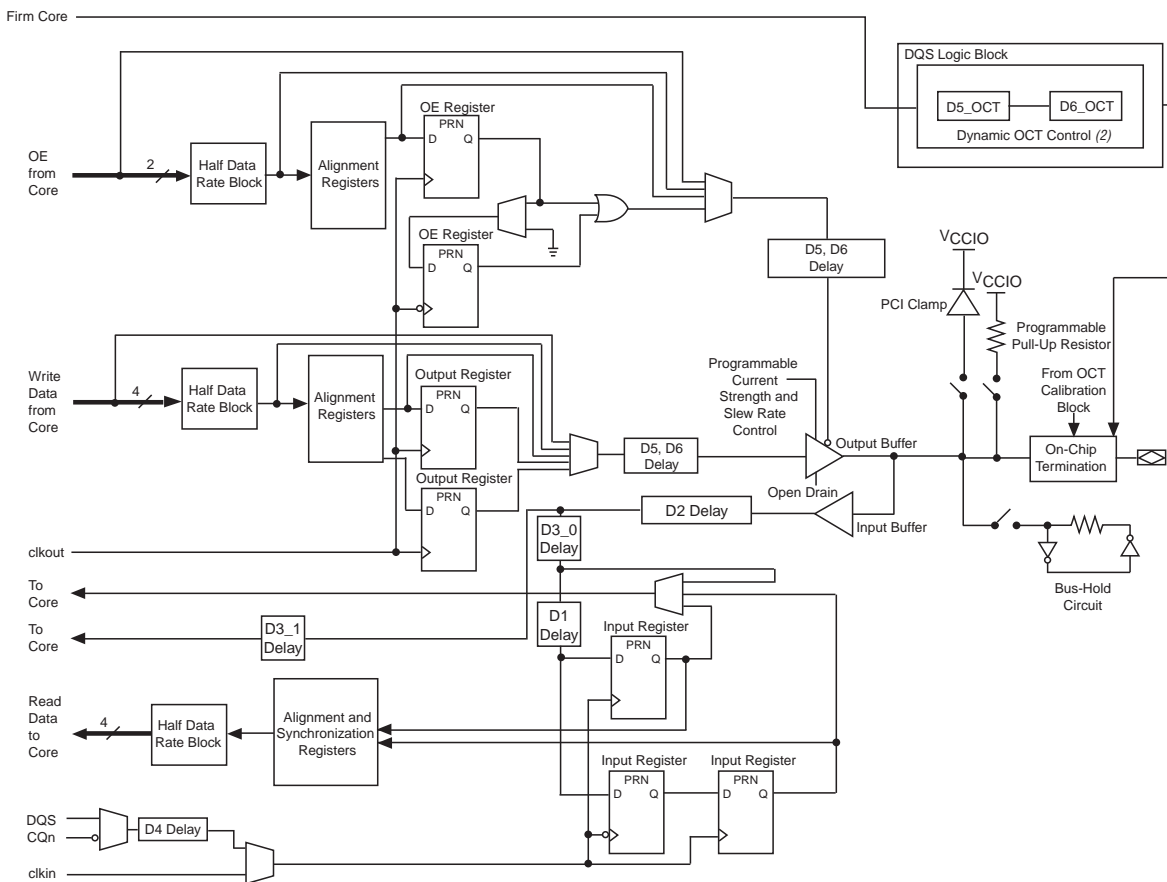 Firm Core
DQS Logic Block
D5_OCT
D6_OCT
Dynamic OCT Control (2)
OE Register
PRN
D
Q
OE
from
Core
2
Half Data
Rate Block
Alignment
Registers
OE Register
PRN
D
Q
D5, D6
Delay
VCCIO
VCCIO
PCI Clamp
Programmable
Pull-Up Resistor
From OCT
Calibration
Block
Programmable
Current
Strength and
Slew Rate
Control
Write
Data
from
Core
4
Half Data
Rate Block
Alignment
Registers
Output Register
PRN
D
Q
D5, D6
Delay
Output Buffer
On-Chip
Termination
Output Register
PRN
D
Q
Open Drain
D2 Delay
Input Buffer
D3_0
Delay
clkout
To
Core
Bus-Hold
Circuit
D1
Delay
To
Core
D3_1
Delay
Input Register
PRN
D
Q
Read
Data
to
Core
4
Half Data
Rate Block
Alignment and
Synchronization
Registers
Input Register
PRN
D
Q
Input Register
PRN
D
Q
DQS
CQn
D4 Delay
clkin